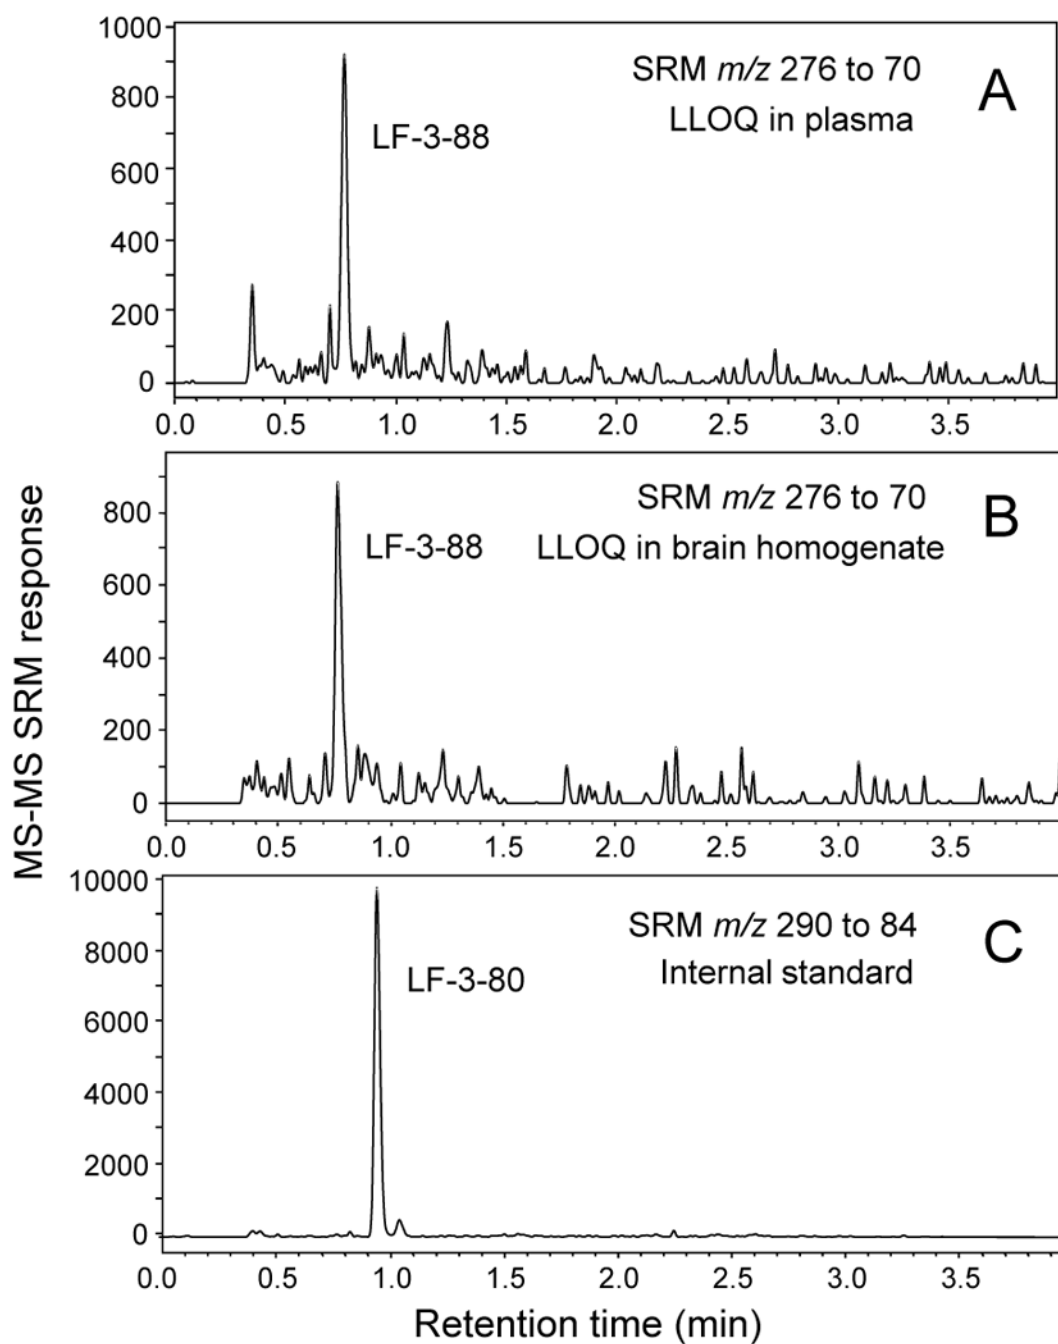 1000
800
600
400
200
0
SRM m/z 276 to 70
LLOQ in plasma
A
LF-3-88
0.0 0.5 1.0 1.5 2.0 2.5 3.0 3.5
800
600
400
200
0
SRM m/z 276 to 70
LLOQ in brain homogenate
B
LF-3-88
0.0 0.5 1.0 1.5 2.0 2.5 3.0 3.5
10000
8000
6000
4000
2000
0
SRM m/z 290 to 84
Internal standard
C
LF-3-80
0.0 0.5 1.0 1.5 2.0 2.5 3.0 3.5
MS-MS SRM response
Retention time (min)